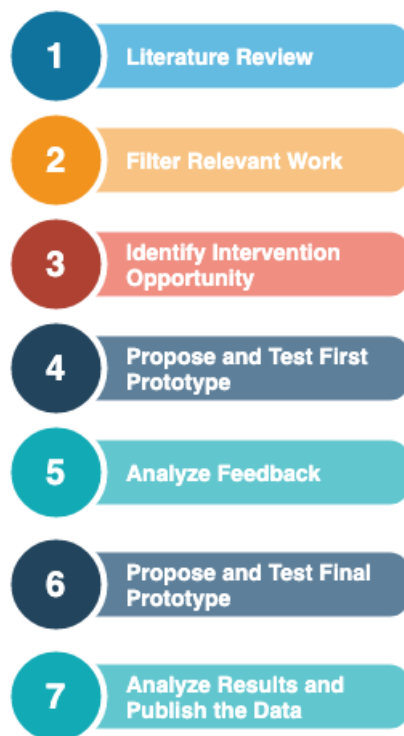 1
Literature Review
2
Filter Relevant Work
3
Identify Intervention
Opportunity
4
Propose and Test First
Prototype
5
Analyze Feedback
6
Propose and Test Final
Prototype
7
Analyze Results and
Publish the Data